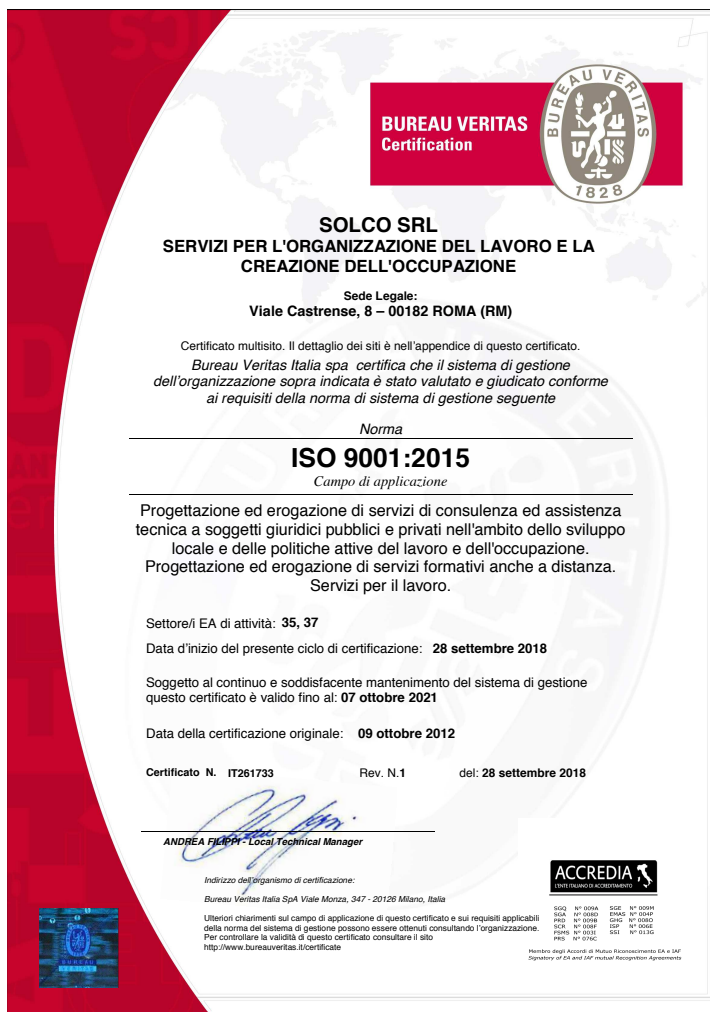 BUREAU VERITAS
Certification
BUREAU VERITAS
1828
SOLCO SRL
SERVIZI PER L'ORGANIZZAZIONE DEL LAVORO E LA
CREAZIONE DELL'OCCUPAZIONE
Sede Legale:
Viale Castrense, 8 – 00182 ROMA (RM)
Certificato multisito. Il dettaglio dei siti è nell'appendice di questo certificato.
Bureau Veritas Italia spa certifica che il sistema di gestione
dell'organizzazione sopra indicata è stato valutato e giudicato conforme
ai requisiti della norma di sistema di gestione seguente
Norma
ISO 9001:2015
Campo di applicazione
Progettazione ed erogazione di servizi di consulenza ed assistenza
tecnica a soggetti giuridici pubblici e privati nell'ambito dello sviluppo
locale e delle politiche attive del lavoro e dell'occupazione.
Progettazione ed erogazione di servizi formativi anche a distanza.
Servizi per il lavoro.
Settore/i EA di attività: 35, 37
Data d'inizio del presente ciclo di certificazione: 28 settembre 2018
Soggetto al continuo e soddisfacente mantenimento del sistema di gestione
questo certificato è valido fino al: 07 ottobre 2021
Data della certificazione originale: 09 ottobre 2012
Certificato N. IT261733 Rev. N.1 del: 28 settembre 2018
ANDREA FILIPPI - Local Technical Manager
Indirizzo dell'organismo di certificazione:
Bureau Veritas Italia SpA Viale Monza, 347 - 20126 Milano, Italia
Ulteriori chiarimenti sul campo di applicazione di questo certificato e sui requisiti applicabili
della norma del sistema di gestione possono essere ottenuti consultando l'organizzazione.
Per controllare la validità di questo certificato consultare il sito
http://www.bureauveritas.it/certificate
BUREAU
VERITAS
ACCREDIA
L'ENTE ITALIANO DI ACCREDITAMENTO
SGQ N° 009A SGE N° 009M
SGA N° 008D EMAS N° 004P
PRD N° 009B GHG N° 008O
SCR N° 008F ISP N° 006E
FSMS N° 003I SSI N° 013G
PRS N° 076C
Membro degli Accordi di Mutuo Riconoscimento EA e IAF
Signatory of EA and IAF mutual Recognition Agreements